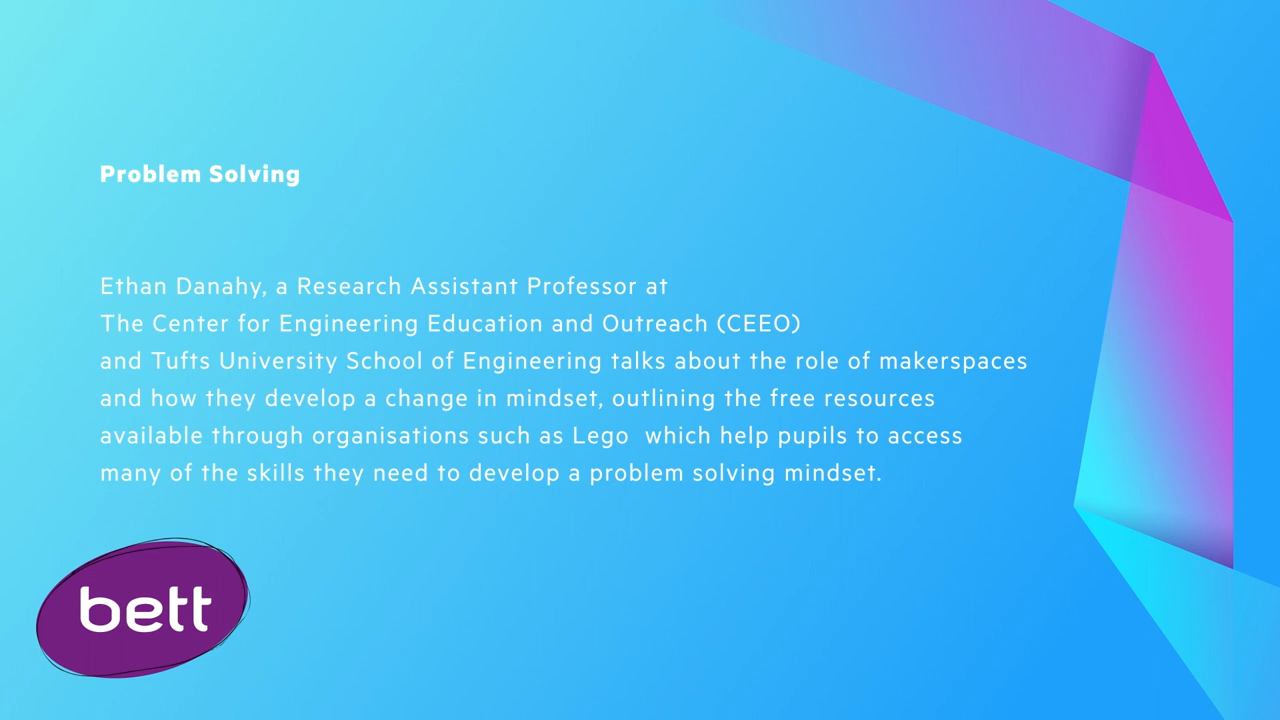 Problem Solving
Ethan Danahy, a Research Assistant Professor at
The Center for Engineering Education and Outreach (CEEO)
and Tufts University School of Engineering talks about the role of makerspaces
and how they develop a change in mindset, outlining the free resources
available through organisations such as Lego  which help pupils to access
many of the skills they need to develop a problem solving mindset.
bett